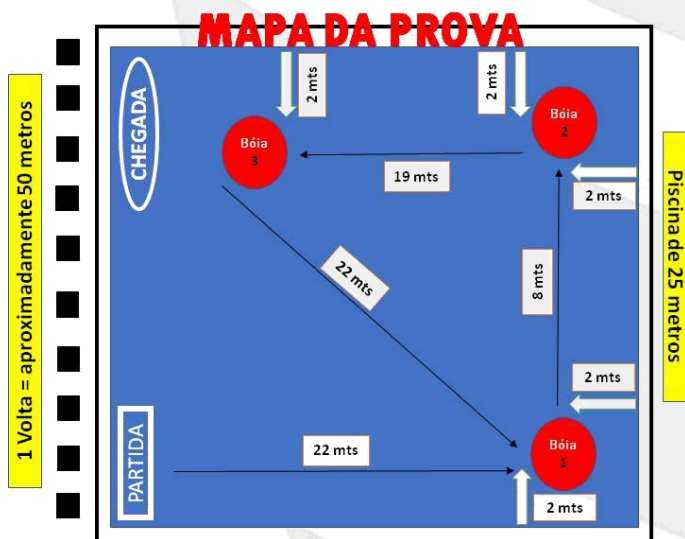 MAPA DA PROVA
1 Volta = aproximadamente 50 metros
CHEGADA
2 mts
2 mts
Bóia
3
Bóia
2
19 mts
2 mts
Piscina de 25 metros
22 mts
8 mts
2 mts
PARTIDA
22 mts
Bóia
1
2 mts